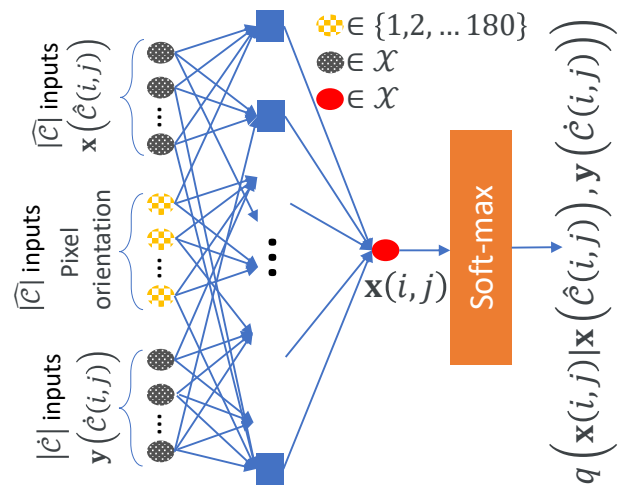 |Ĉ| inputs
𝐱(Ĉ(i,j))
...
|Ĉ| inputs
Pixel
orientation
...
|Ċ| inputs
𝐲(Ċ(i,j))
...
...
∈ {1,2, … 180}
∈ 𝒳
∈ 𝒳
𝐱(i,j)
Soft-max
q(𝐱(i,j)|𝐱(Ĉ(i,j)),𝐲(Ċ(i,j)))